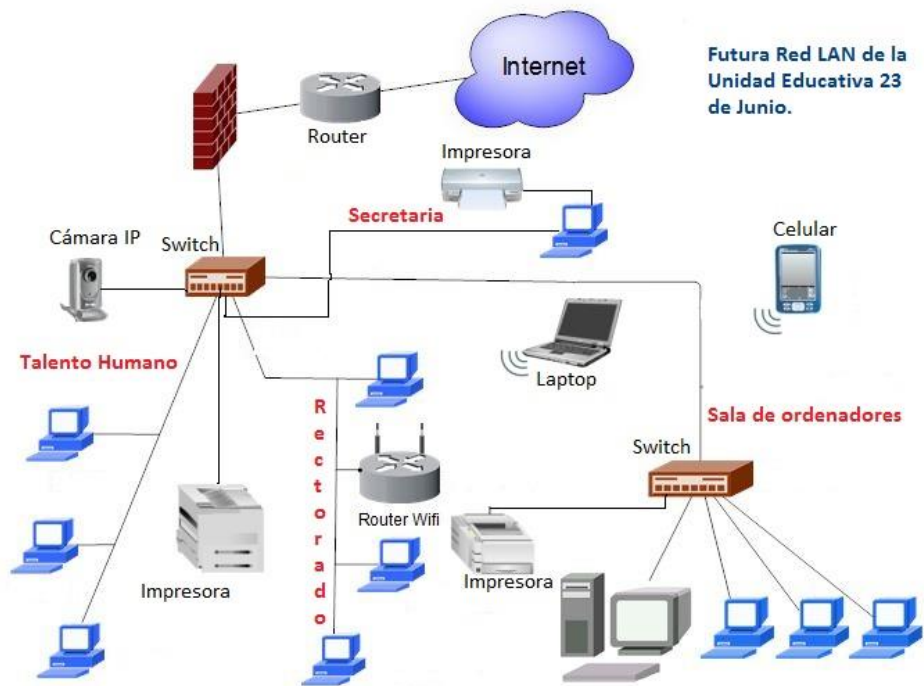 Internet
Futura Red LAN de la
Unidad Educativa 23
de Junio.
Router
Impresora
Secretaria
Celular
Cámara IP
Switch
Laptop
Talento Humano
Rectorado
Sala de ordenadores
Switch
Router Wifi
Impresora
Impresora